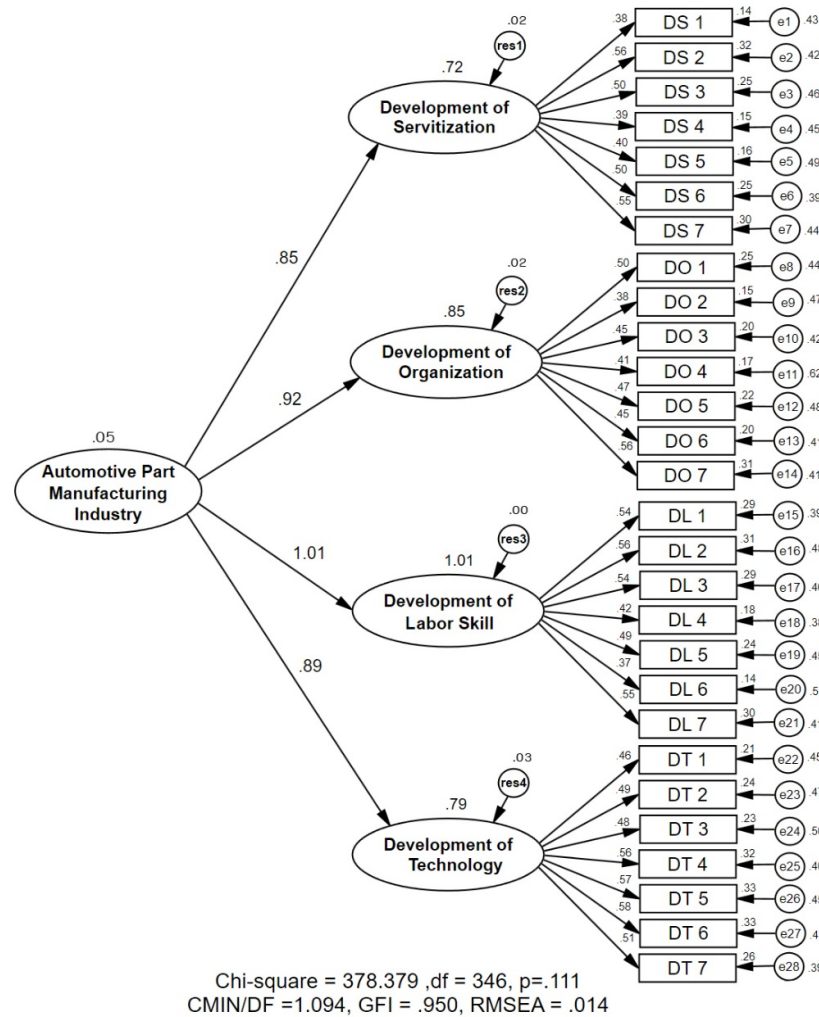 .02
res1
.72
Development of
Servitization
.85
.38
DS 1
.14
e1
.43
.56
DS 2
.32
e2
.42
.50
DS 3
.25
e3
.46
.39
DS 4
.15
e4
.45
.40
DS 5
.16
e5
.49
.50
DS 6
.25
e6
.39
.55
DS 7
.30
e7
.44
.02
res2
.85
Development of
Organization
.92
.50
DO 1
.25
e8
.44
.38
DO 2
.15
e9
.47
.45
DO 3
.20
e10
.42
.41
DO 4
.17
e11
.62
.47
DO 5
.22
e12
.48
.45
DO 6
.20
e13
.41
.56
DO 7
.31
e14
.41
.05
Automotive Part
Manufacturing
Industry
.00
res3
1.01
Development of
Labor Skill
1.01
.54
DL 1
.29
e15
.39
.56
DL 2
.31
e16
.54
DL 3
.29
e17
.42
DL 4
.18
e18
.49
DL 5
.24
e19
.37
DL 6
.14
e20
.55
DL 7
.30
e21
.03
res4
.79
Development of
Technology
.89
.46
DT 1
.21
e22
.49
DT 2
.24
e23
.48
DT 3
.23
e24
.56
DT 4
.32
e25
.57
DT 5
.33
e26
.58
DT 6
.33
e27
.51
DT 7
.26
e28
Chi-square = 378.379 ,df = 346, p=.111
CMIN/DF =1.094, GFI = .950, RMSEA = .014